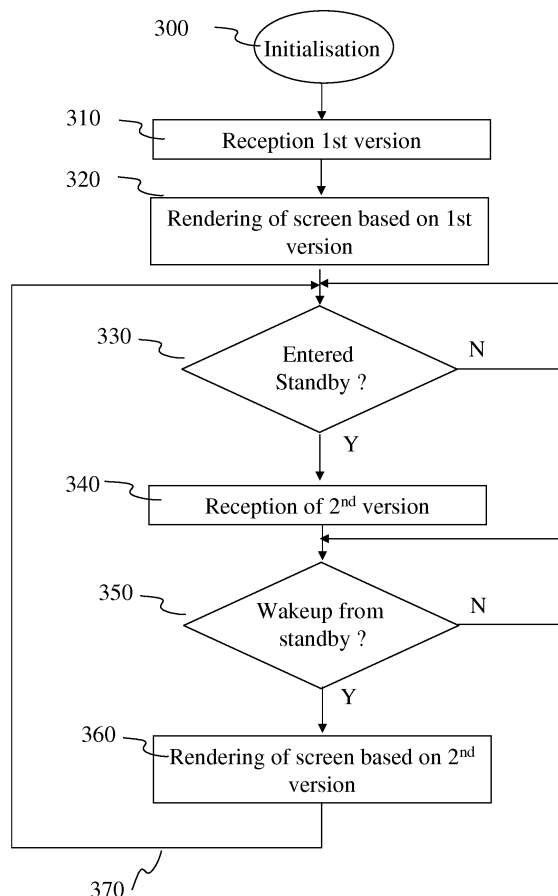 300
Initialisation
310
Reception 1st version
320
Rendering of screen based on 1st
version
330
Entered
Standby ?
N
Y
340
Reception of 2nd version
350
Wakeup from
standby ?
N
Y
360
Rendering of screen based on 2nd
version
370